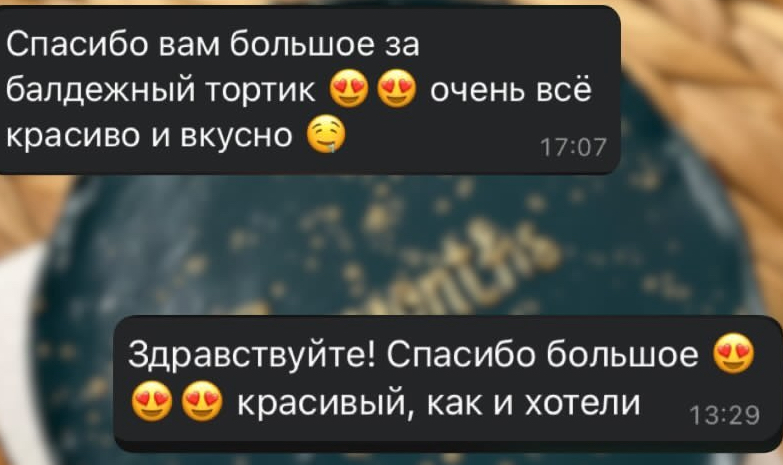 Спасибо вам большое за
балдежный тортик 😍😍 очень всё
красиво и вкусно 🤤
17:07
months
Здравствуйте! Спасибо большое 😍
😍😍 красивый, как и хотели
13:29